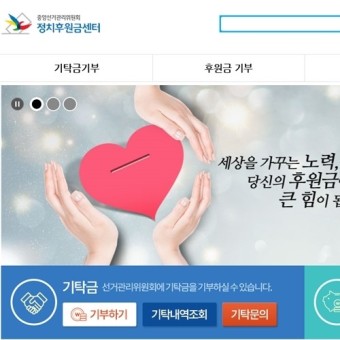 중앙선거관리위원회
정치후원금센터
기탁금기부
후원금 기부
세상을 가꾸는 노력,
당신의 후원금이
큰 힘이
기탁금 선거관리위원회에 기탁금을 기부하실 수 있습니다.
기부하기
기탁내역조회
기탁문의